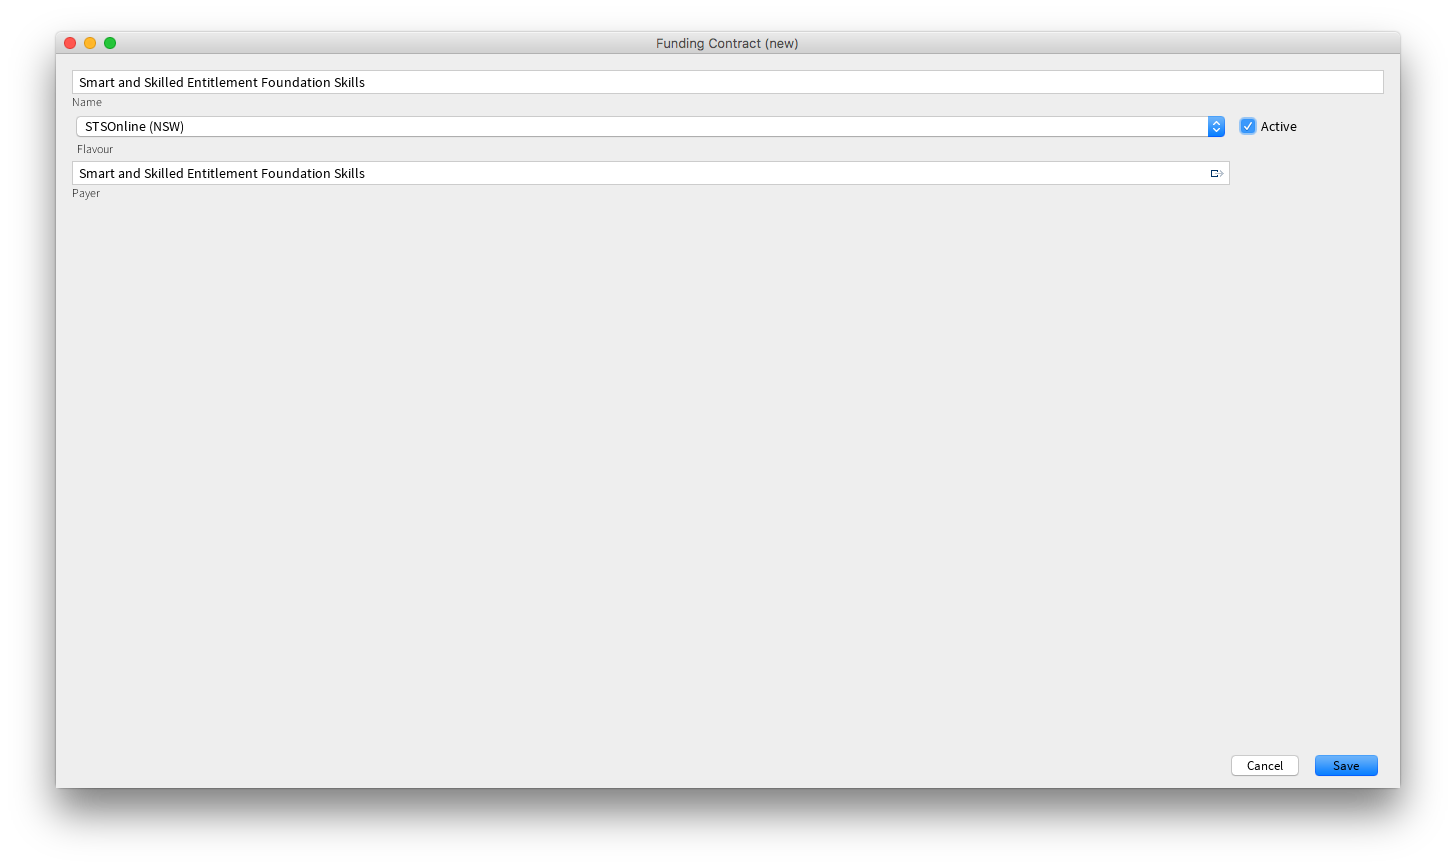 Funding Contract (new)
Smart and Skilled Entitlement Foundation Skills
Name
STSOnline (NSW)
Active
Flavour
Smart and Skilled Entitlement Foundation Skills
Payer
Cancel
Save